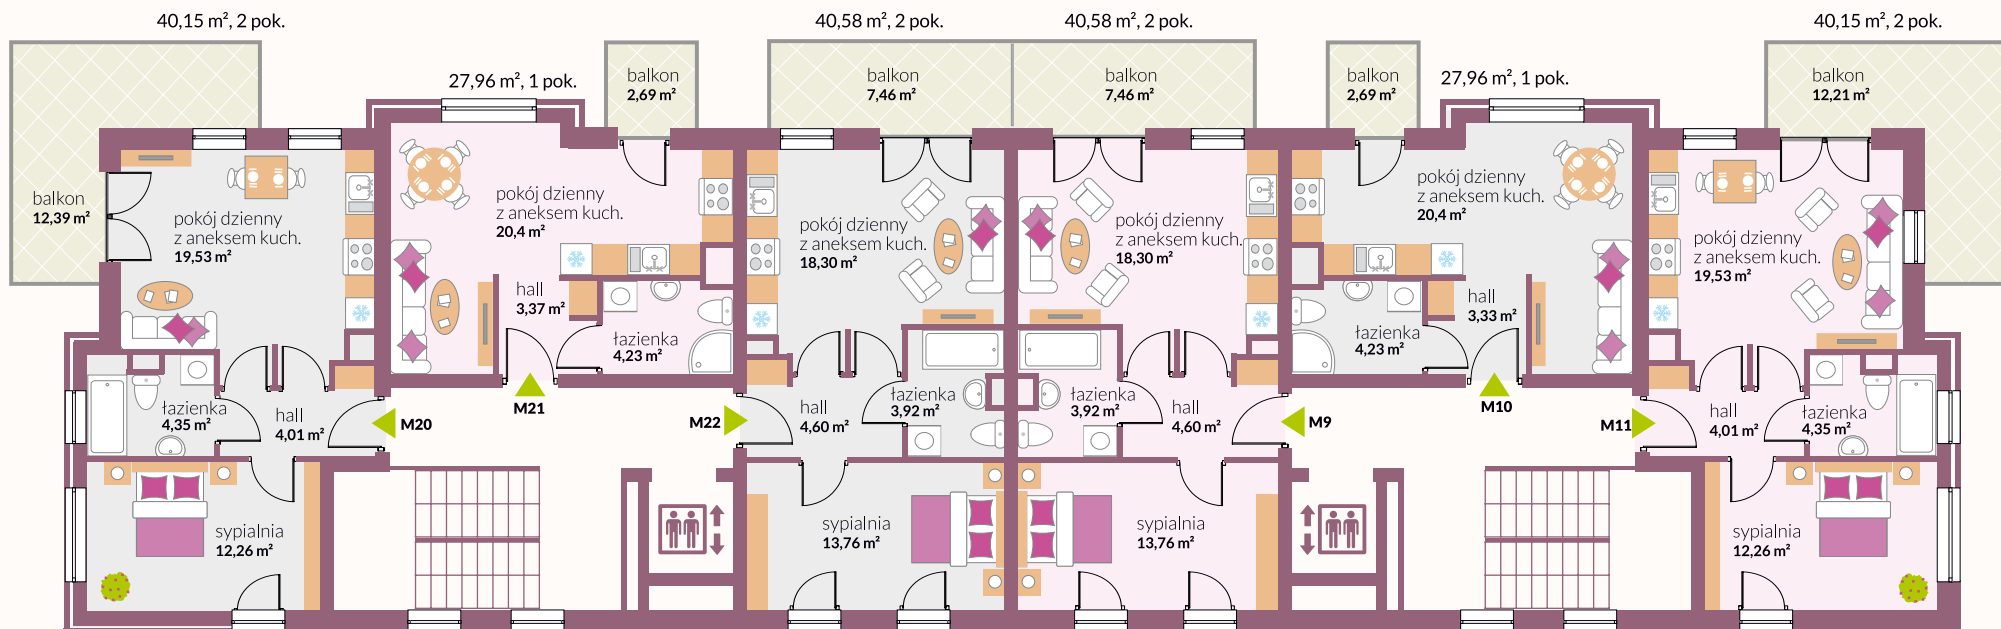 40,15 m², 2 pok.
40,58 m², 2 pok.
40,58 m², 2 pok.
40,15 m², 2 pok.
27,96 m², 1 pok.
27,96 m², 1 pok.
balkon
2,69 m²
balkon
7,46 m²
balkon
7,46 m²
balkon
2,69 m²
balkon
12,21 m²
balkon
12,39 m²
pokój dzienny
z aneksem kuch.
19,53 m²
pokój dzienny
z aneksem kuch.
20,4 m²
pokój dzienny
z aneksem kuch.
18,30 m²
pokój dzienny
z aneksem kuch.
18,30 m²
pokój dzienny
z aneksem kuch.
20,4 m²
pokój dzienny
z aneksem kuch.
19,53 m²
hall
3,37 m²
łazienka
4,23 m²
łazienka
4,23 m²
hall
3,33 m²
łazienka
4,35 m²
hall
4,01 m²
M20
M21
M22
hall
4,60 m²
łazienka
3,92 m²
łazienka
3,92 m²
hall
4,60 m²
M9
M10
M11
hall
4,01 m²
łazienka
4,35 m²
sypialnia
12,26 m²
sypialnia
13,76 m²
sypialnia
13,76 m²
sypialnia
12,26 m²